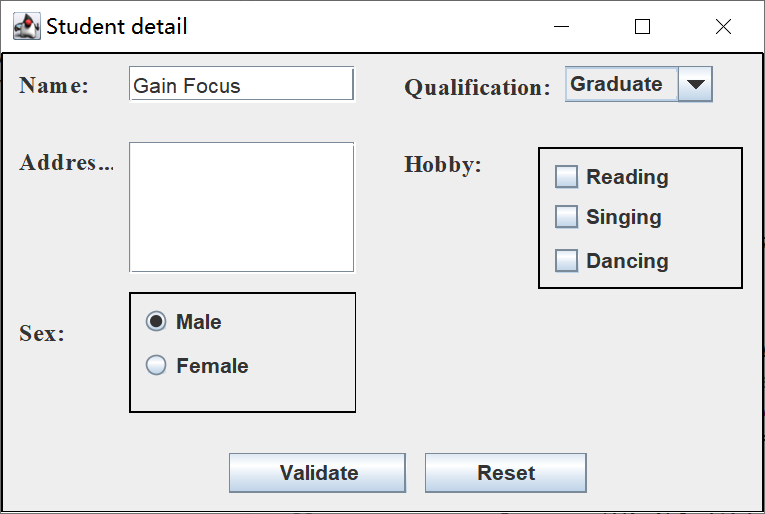 Student detail
Name: Gain Focus Qualification: Graduate
Addres... Hobby:
Reading
Singing
Dancing
Sex:
Male
Female
Validate Reset